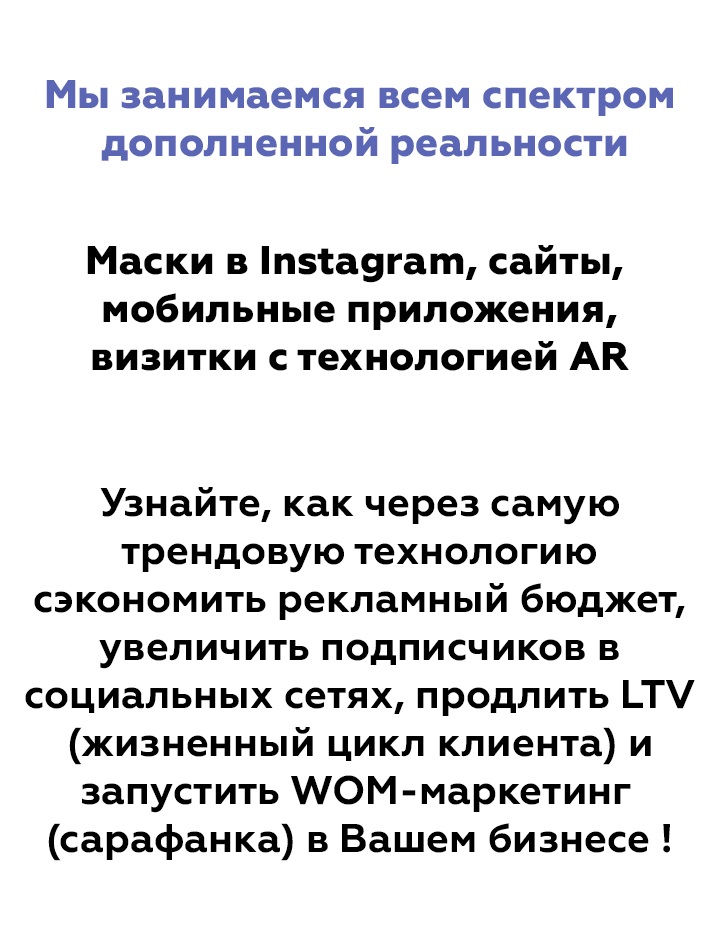 Мы занимаемся всем спектром
дополненной реальности
Маски в Instagram, сайты,
мобильные приложения,
визитки с технологией AR
Узнайте, как через самую
трендовую технологию
сэкономить рекламный бюджет,
увеличить подписчиков в
социальных сетях, продлить LTV
(жизненный цикл клиента) и
запустить WOM-маркетинг
(сарафанка) в Вашем бизнесе !